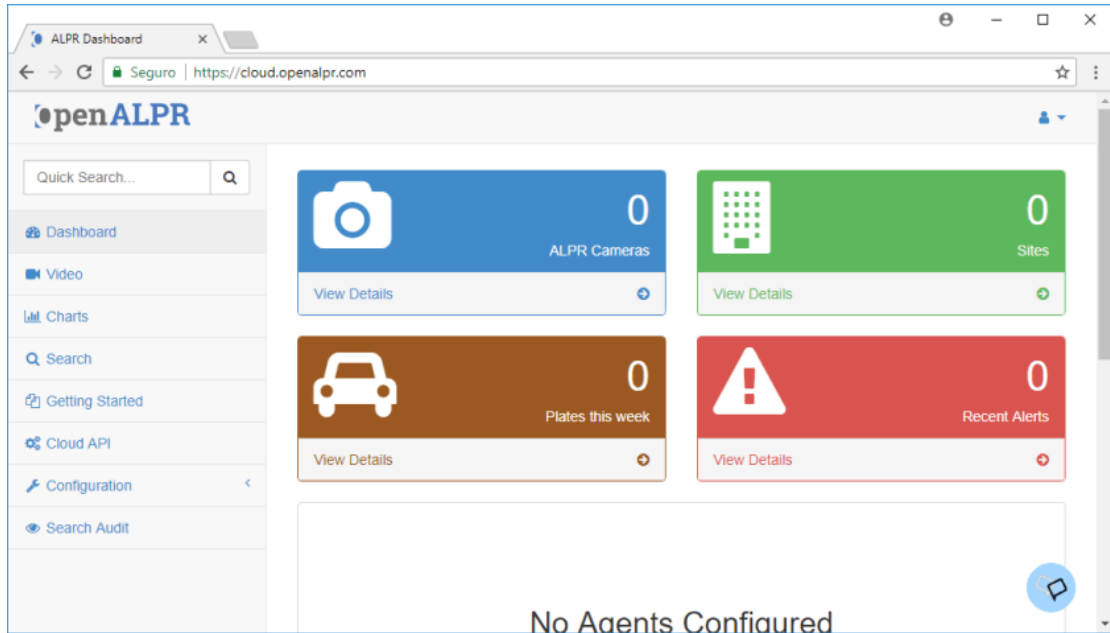 ALPR Dashboard
Seguro | https://cloud.openalpr.com
openALPR
Quick Search...
Dashboard
Video
Charts
Search
Getting Started
Cloud API
Configuration
Search Audit
0
ALPR Cameras
View Details
0
Sites
View Details
0
Plates this week
View Details
0
Recent Alerts
View Details
No Agents Configured